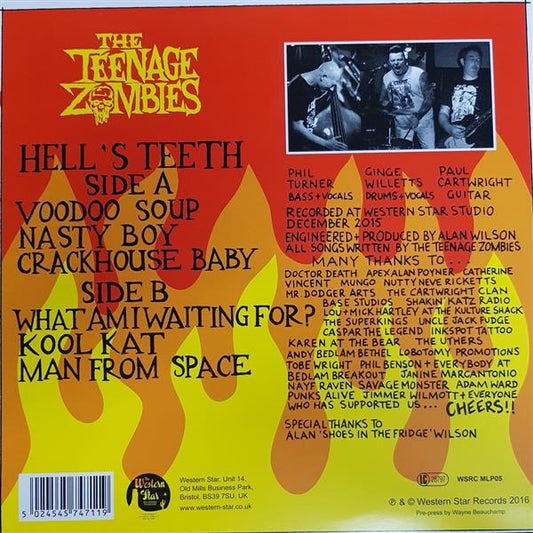 THE
TEENAGE
ZOMBIES
HELL'S TEETH
SIDE A
VOODOO SOUP
NASTY BOY
CRACKHOUSE BABY
SIDE B
WHAT AM I WAITING FOR?
KOOL KAT
MAN FROM SPACE
PHIL GINGE PAUL
TURNER WILLETTS CARTWRIGHT
BASS+VOCALS DRUMS+VOCALS GUITAR
RECORDED AT WESTERN STAR STUDIO
DECEMBER 2015
ENGINEERED+PRODUCED BY ALAN WILSON
ALL SONGS WRITTEN BY THE TEENAGE ZOMBIES
MANY THANKS TO...
DOCTOR DEATH APEX ALAN POYNER CATHERINE
VINCENT MUNGO NUTTY NEVE RICKETTS
MR DODGER ARTS THE CARTWRIGHT CLAN
BASE STUDIOS SHAKIN KATZ RADIO
LOU+MICK HARTLEY AT THE KULTURE SHACK
THE SUPERKINGS UNCLE JACK FUDGE
CASPAR THE LEGEND INKSPOT TATTOO
KAREN AT THE BEAR THE UTHERS
ANDY BEDLAM BETHEL LOBOTOMY PROMOTIONS
TOBE WRIGHT PHIL BENSON+EVERYBODY AT
BEDLAM BREAKOUT JANINE MARCANTONIO
NAYF RAVEN SAVAGE MONSTER ADAM WARD
PUNKS ALIVE JIMMER WILMOTT+EVERYONE
WHO HAS SUPPORTED US... CHEERS!!
SPECIAL THANKS TO
ALAN 'SHOES IN THE FRIDGE' WILSON
5 024545 747119
Western
Star
Western Star, Unit 14,
Old Mills Business Park,
Bristol. BS39 7SU. UK
www.western-star.co.uk
LC 28797
WSRC MLP05
℗ & © Western Star Records 2016
Pre-press by Wayne Beauchamp